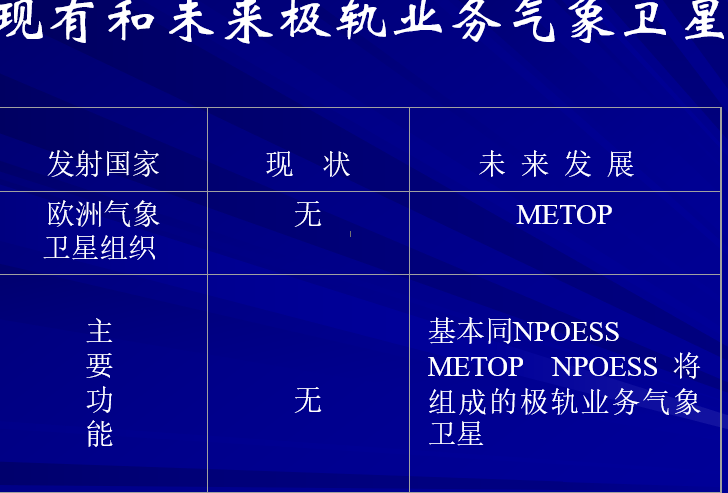 现有和未来极轨业务气象卫星
发射国家 现 状 未来发展
欧洲气象 无 METOP
卫星组织
主
要
功
能
无
基本同NPOESS
METOP NPOESS 将
组成的极轨业务气象
卫星